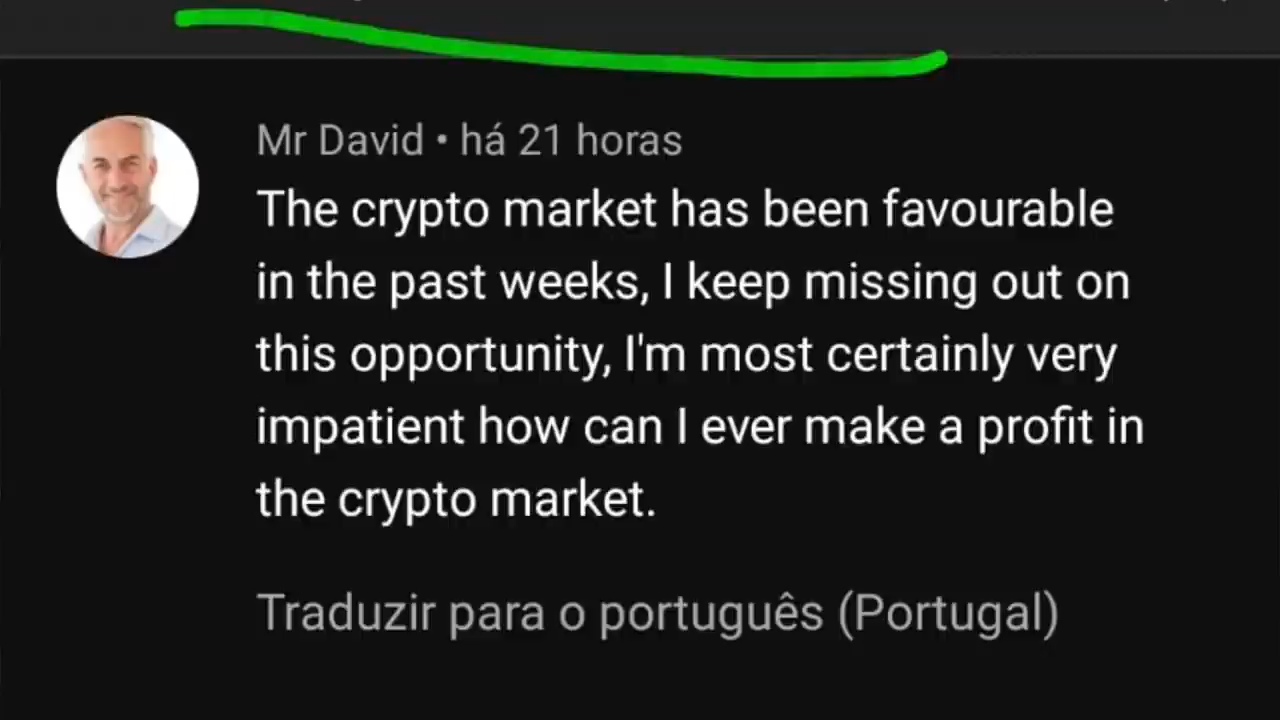 Mr David • há 21 horas
The crypto market has been favourable
in the past weeks, I keep missing out on
this opportunity, I'm most certainly very
impatient how can I ever make a profit in
the crypto market.
Traduzir para o português (Portugal)